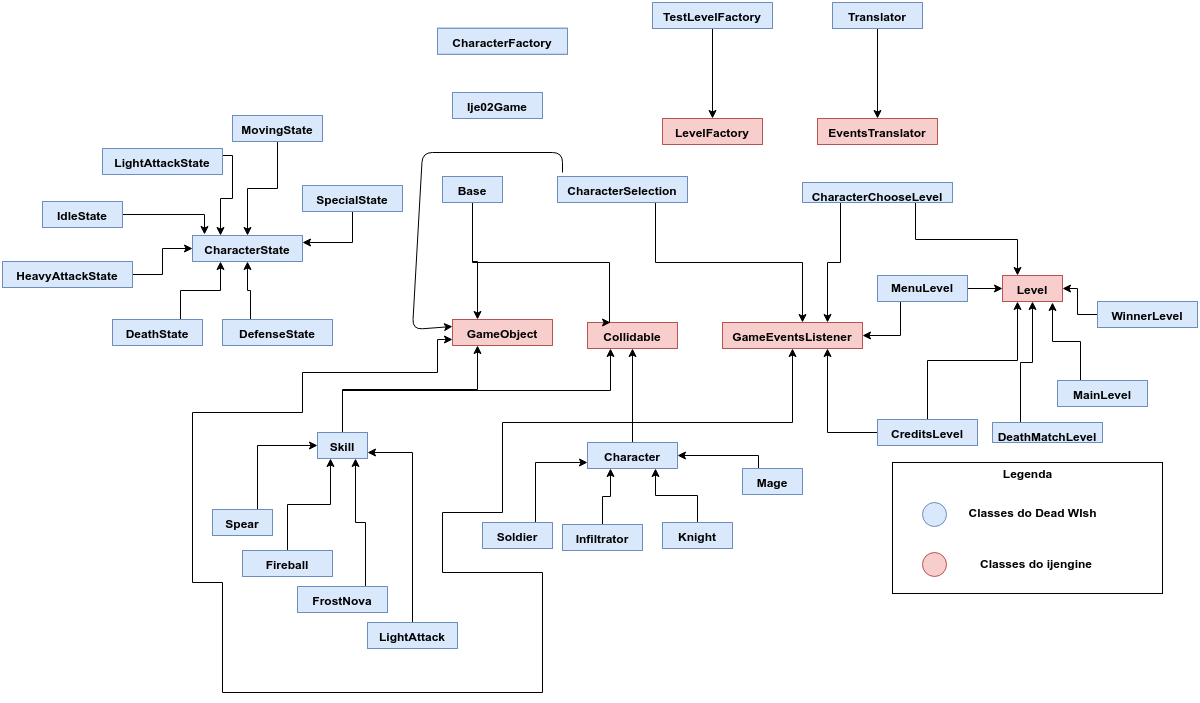 TestLevelFactory
Translator
CharacterFactory
Ije02Game
MovingState
LevelFactory
EventsTranslator
LightAttackState
Base
CharacterSelection
CharacterChooseLevel
SpecialState
IdleState
CharacterState
HeavyAttackState
MenuLevel
Level
WinnerLevel
DeathState
DefenseState
GameObject
Collidable
GameEventsListener
MainLevel
CreditsLevel
DeathMatchLevel
Skill
Character
Mage
Legenda
Spear
Soldier
Infiltrator
Knight
Classes do Dead WIsh
Fireball
Classes do ijengine
FrostNova
LightAttack